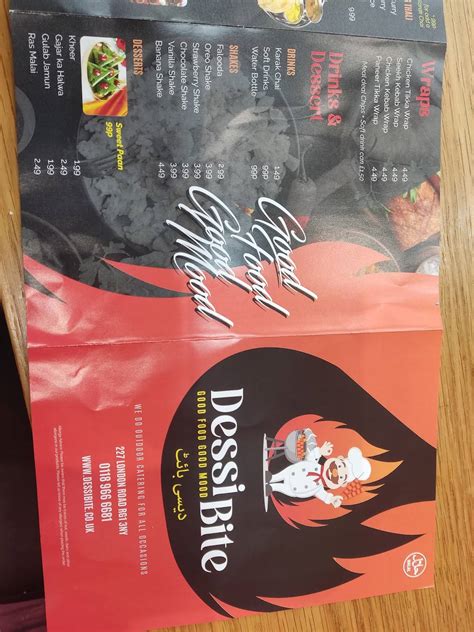 Wraps
Chicken Tikka Wrap 4.49
Seekh Kebab Wrap 4.49
Chicken Kebab Wrap 4.49
Paneer Tikka Wrap 4.49
Drinks &
Dessert
DRINKS
Karak Chai 1.49
Soft Drinks 99p
Water Bottle 99p
SHAKES
Falooda 2.99
Oreo Shake 3.99
Strawberry Shake 3.99
Chocolate Shake 3.99
Vanilla Shake 3.99
Banana Shake 4.49
DESSERTS
Sweet Paan
99p
Kheer 1.99
Gajar ka Halwa 2.49
Gulab Jamun 1.99
Ras Malai 2.49
Good
Food
Good
Mood
DessiBite
GOOD FOOD GOOD MOOD
دیسی بائٹ
WE DO OUTDOOR CATERING FOR ALL OCCASIONS
227 LONDON ROAD RG1 3NY
0118 966 6681
WWW.DESSIBITE.CO.UK